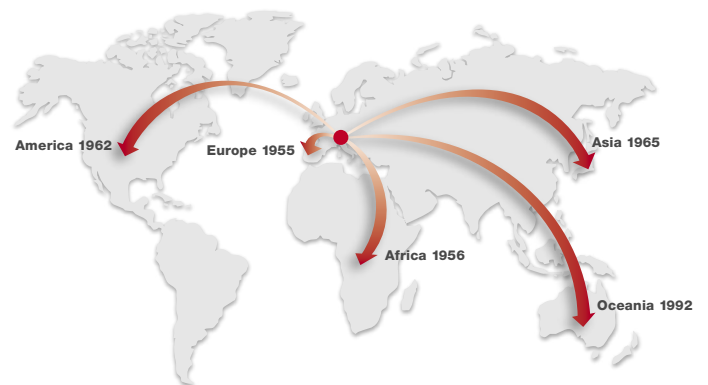 America 1962
Europe 1955
Asia 1965
Africa 1956
Oceania 1992